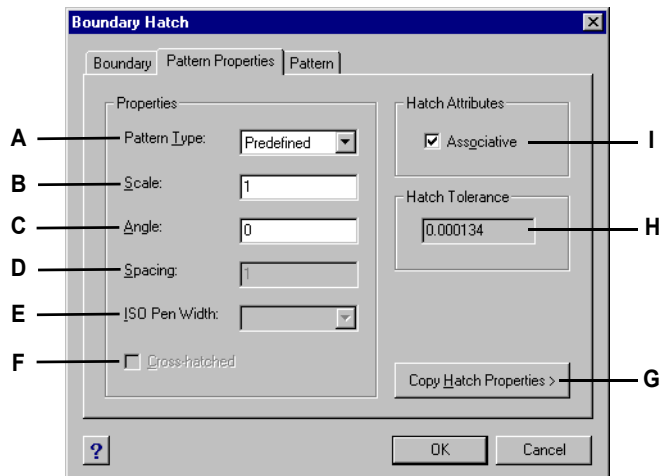 Boundary Hatch
Boundary Pattern Properties Pattern
Properties
A Pattern Type: Predefined
B Scale: 1
C Angle: 0
D Spacing: 1
E ISO Pen Width:
F Cross-hatched
Hatch Attributes
Associative I
Hatch Tolerance
0.000134 H
Copy Hatch Properties > G
? OK Cancel